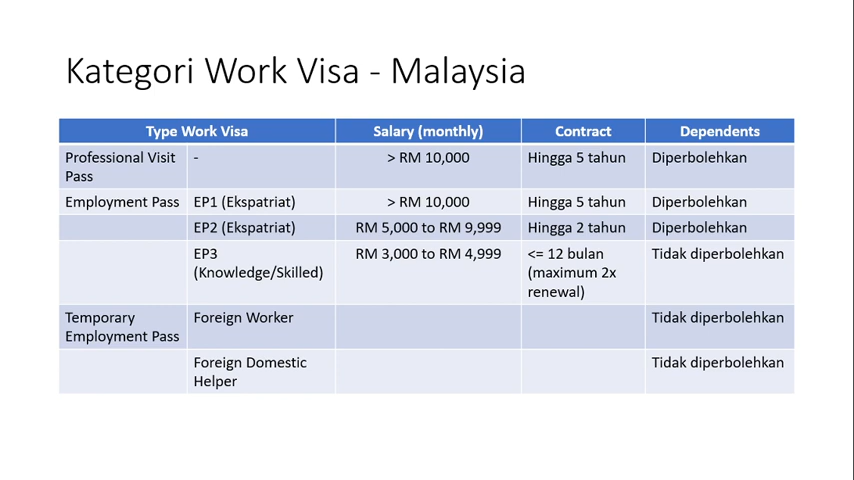 Kategori Work Visa - Malaysia
Type Work Visa Salary (monthly) Contract Dependents
Professional Visit Pass - > RM 10,000 Hingga 5 tahun Diperbolehkan
Employment Pass EP1 (Ekspatriat) > RM 10,000 Hingga 5 tahun Diperbolehkan
EP2 (Ekspatriat) RM 5,000 to RM 9,999 Hingga 2 tahun Diperbolehkan
EP3 (Knowledge/Skilled) RM 3,000 to RM 4,999 <= 12 bulan (maximum 2x renewal) Tidak diperbolehkan
Temporary Employment Pass Foreign Worker Tidak diperbolehkan
Foreign Domestic Helper Tidak diperbolehkan